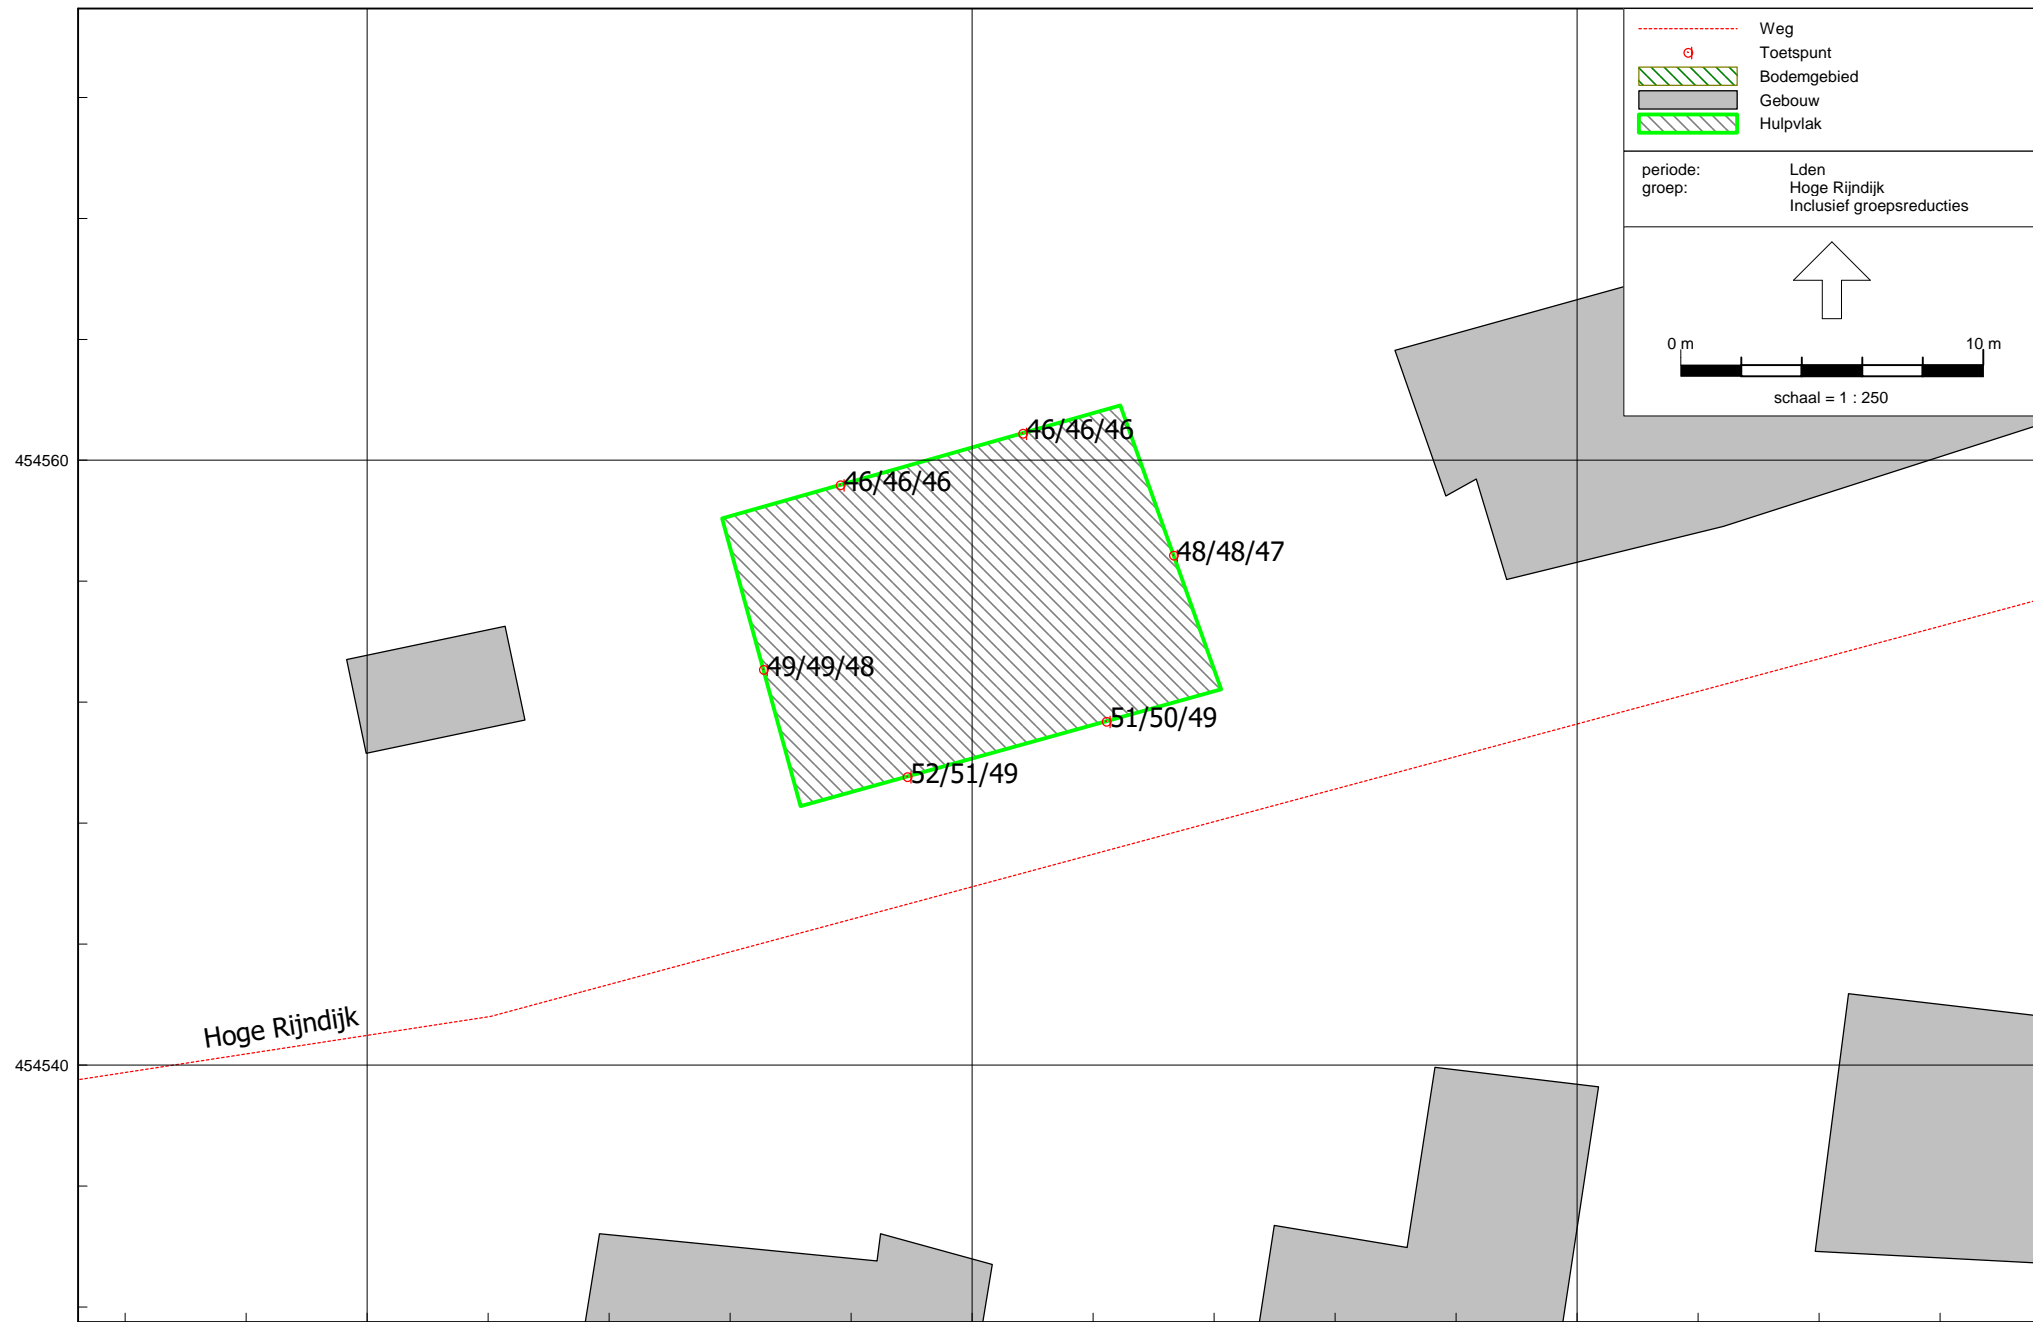 Weg
Toetspunt
Bodemgebied
Gebouw
Hulpvlak
periode: Lden
groep: Hoge Rijndijk
Inclusief groepsreducties
0 m 10 m
schaal = 1 : 250
46/46/46
454560
46/46/46
48/48/47
49/49/48
51/50/49
52/51/49
Hoge Rijndijk
454540